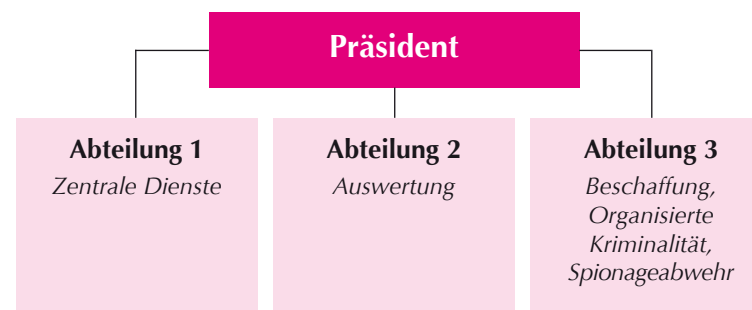 Präsident
Abteilung 1
Zentrale Dienste
Abteilung 2
Auswertung
Abteilung 3
Beschaffung,
Organisierte
Kriminalität,
Spionageabwehr